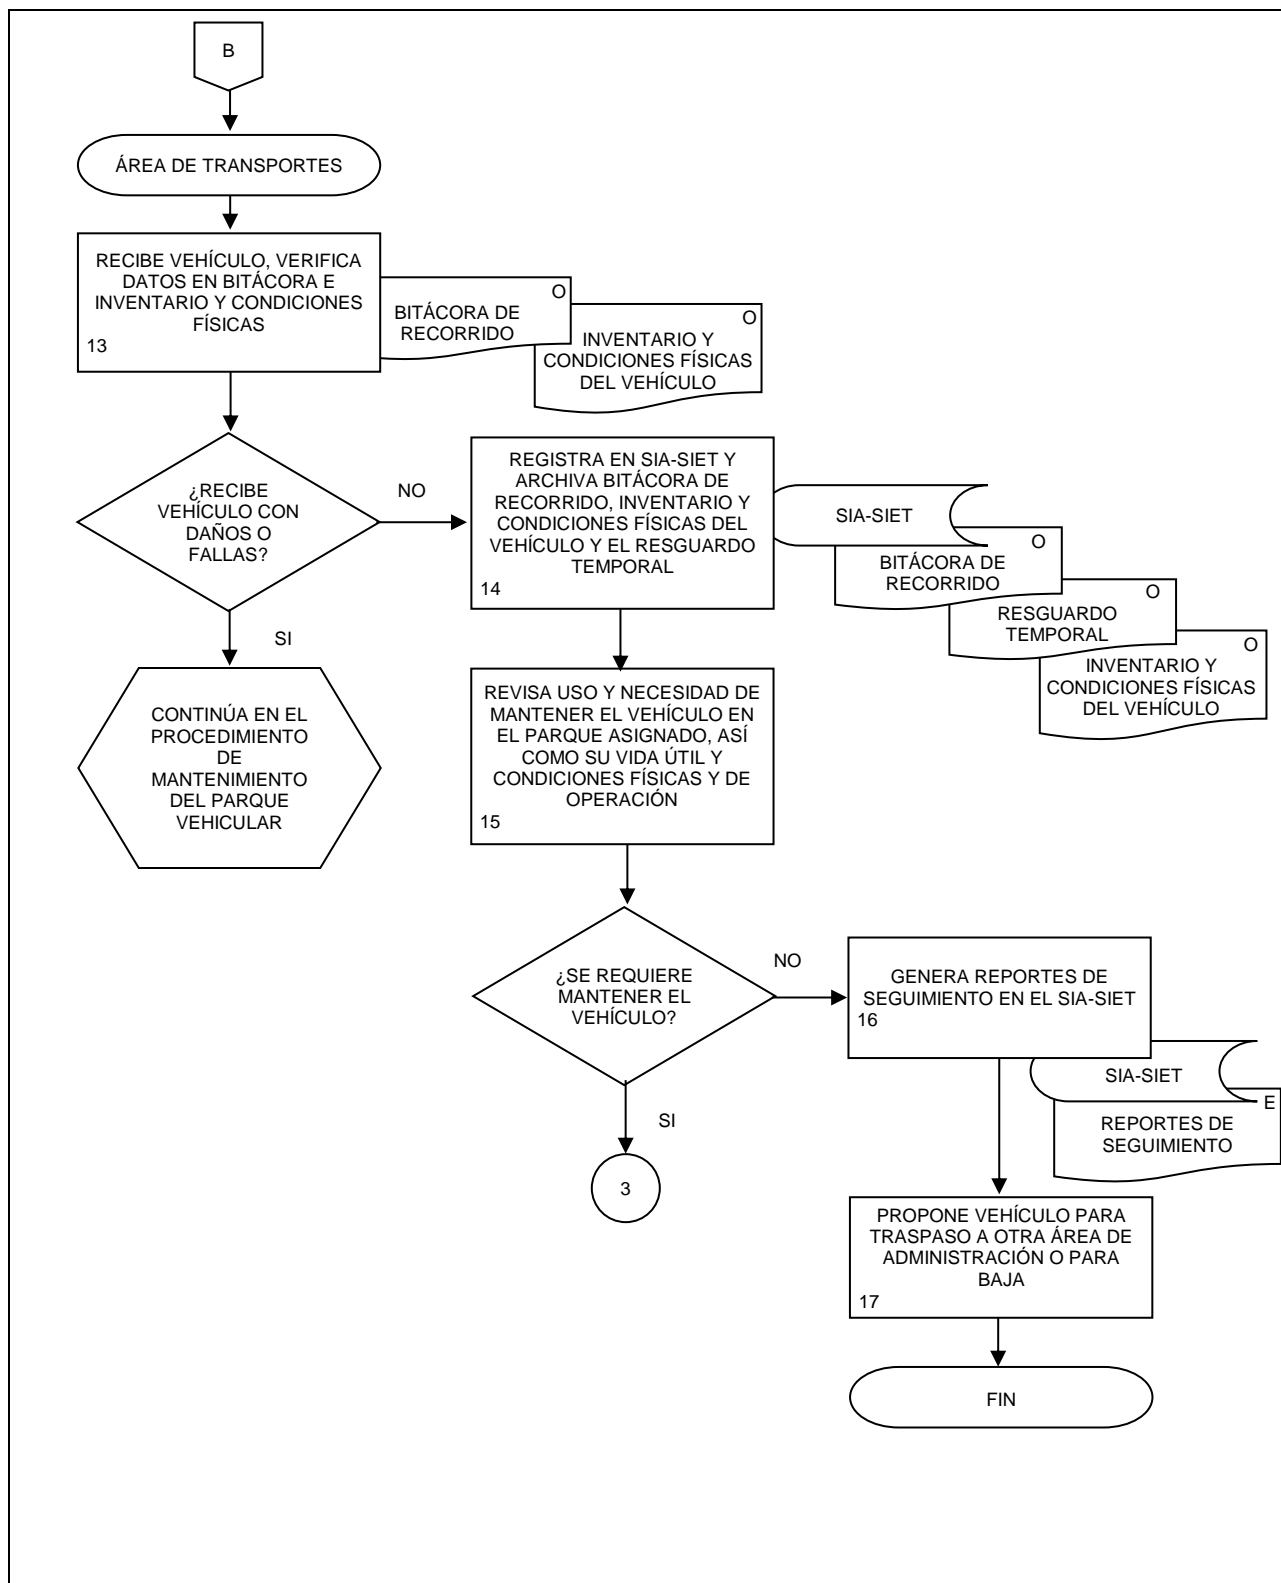 B
ÁREA DE TRANSPORTES
RECIBE VEHÍCULO, VERIFICA
DATOS EN BITÁCORA E
INVENTARIO Y CONDICIONES
FÍSICAS
13
O
BITÁCORA DE
RECORRIDO
O
INVENTARIO Y
CONDICIONES FÍSICAS
DEL VEHÍCULO
¿RECIBE
VEHÍCULO CON
DAÑOS O
FALLAS?
NO
SI
CONTINÚA EN EL
PROCEDIMIENTO
DE
MANTENIMIENTO
DEL PARQUE
VEHICULAR
REGISTRA EN SIA-SIET Y
ARCHIVA BITÁCORA DE
RECORRIDO, INVENTARIO Y
CONDICIONES FÍSICAS DEL
VEHÍCULO Y EL RESGUARDO
TEMPORAL
14
SIA-SIET
O
BITÁCORA DE
RECORRIDO
O
RESGUARDO
TEMPORAL
O
INVENTARIO Y
CONDICIONES FÍSICAS
DEL VEHÍCULO
REVISA USO Y NECESIDAD DE
MANTENER EL VEHÍCULO EN
EL PARQUE ASIGNADO, ASÍ
COMO SU VIDA ÚTIL Y
CONDICIONES FÍSICAS Y DE
OPERACIÓN
15
¿SE REQUIERE
MANTENER EL
VEHÍCULO?
NO
SI
3
GENERA REPORTES DE
SEGUIMIENTO EN EL SIA-SIET
16
SIA-SIET
E
REPORTES DE
SEGUIMIENTO
PROPONE VEHÍCULO PARA
TRASPASO A OTRA ÁREA DE
ADMINISTRACIÓN O PARA
BAJA
17
FIN